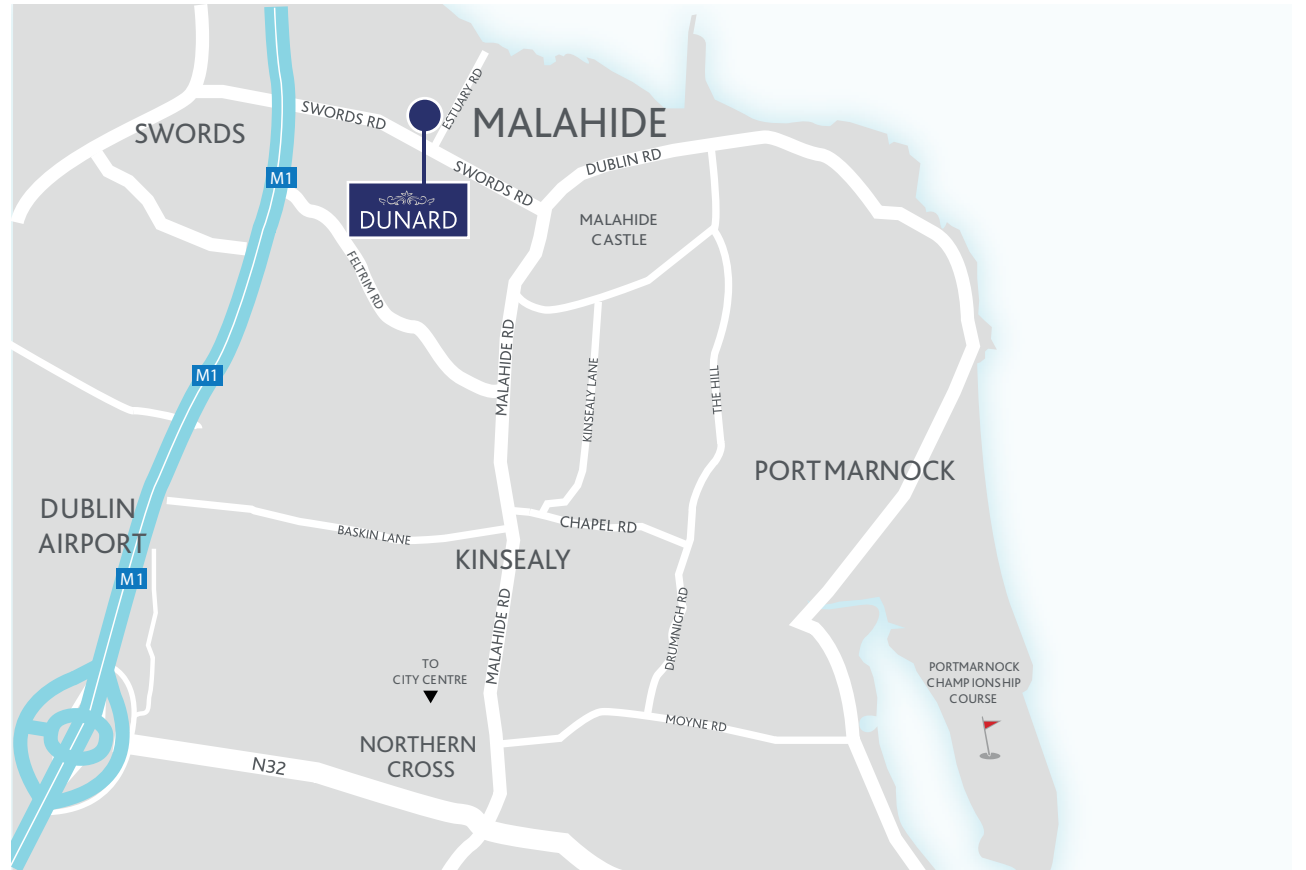 ESTUARY RD
SWORDS RD
MALAHIDE
SWORDS
DUBLIN RD
M1
SWORDS RD
DUNARD
MALAHIDE
CASTLE
FELTRIM RD
MALAHIDE RD
M1
KINSEALY LANE
THE HILL
PORTMARNOCK
DUBLIN
AIRPORT
CHAPEL RD
BASKIN LANE
KINSEALY
M1
MALAHIDE RD
DRUMNIGH RD
TO
CITY CENTRE
PORTMARNOCK
CHAMPIONSHIP
COURSE
MOYNE RD
NORTHERN
CROSS
N32